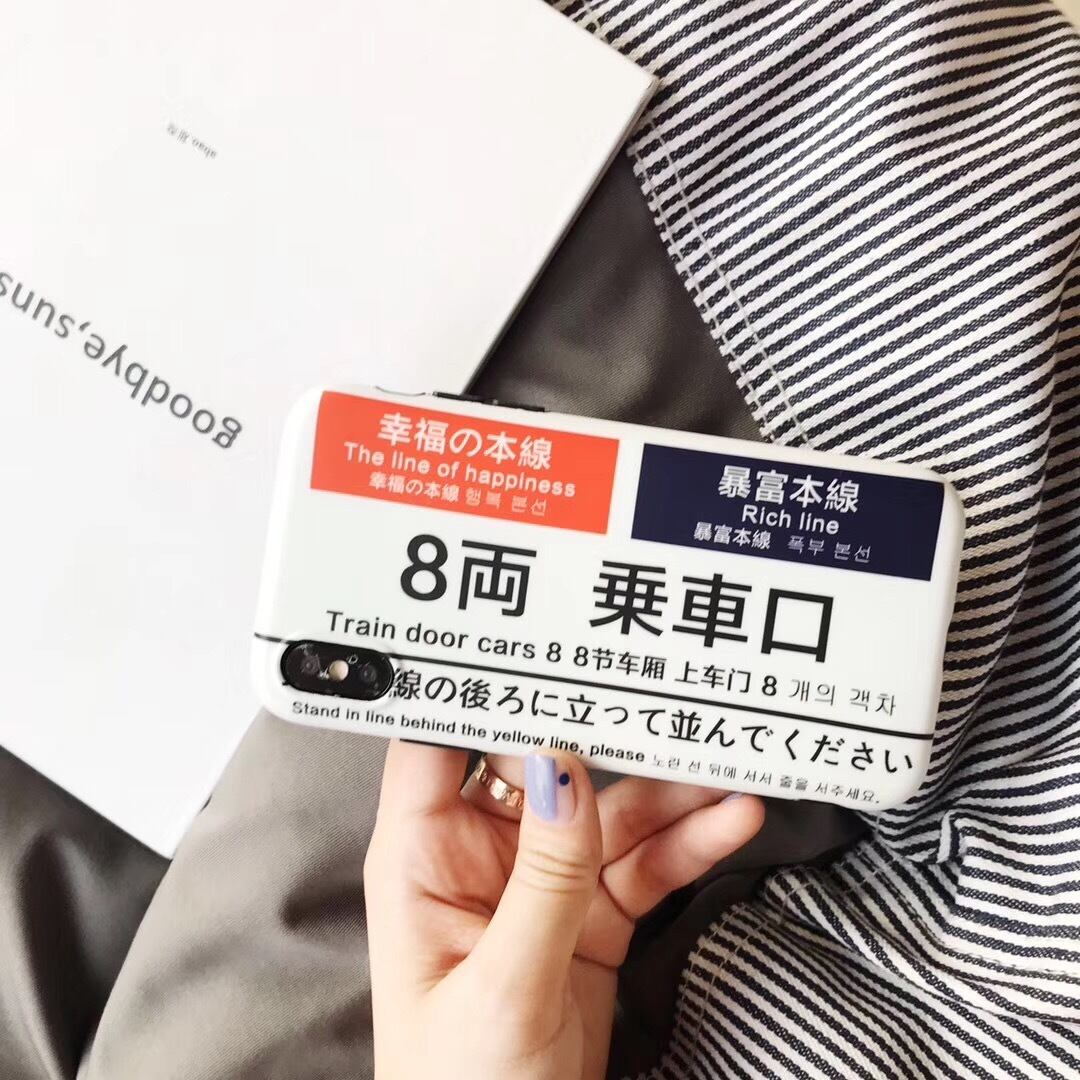 幸福の本線
The line of happiness
幸福の本線 행복 본선
暴富本線
Rich line
暴富本線 폭부 본선
8両 乗車口
Train door cars 8 8节车厢 上车门 8 개의 객차
線の後ろに立って並んでください
Stand in line behind the yellow line, please 노란 선 뒤에 서서 줄을 서주세요.
goodbye,suns